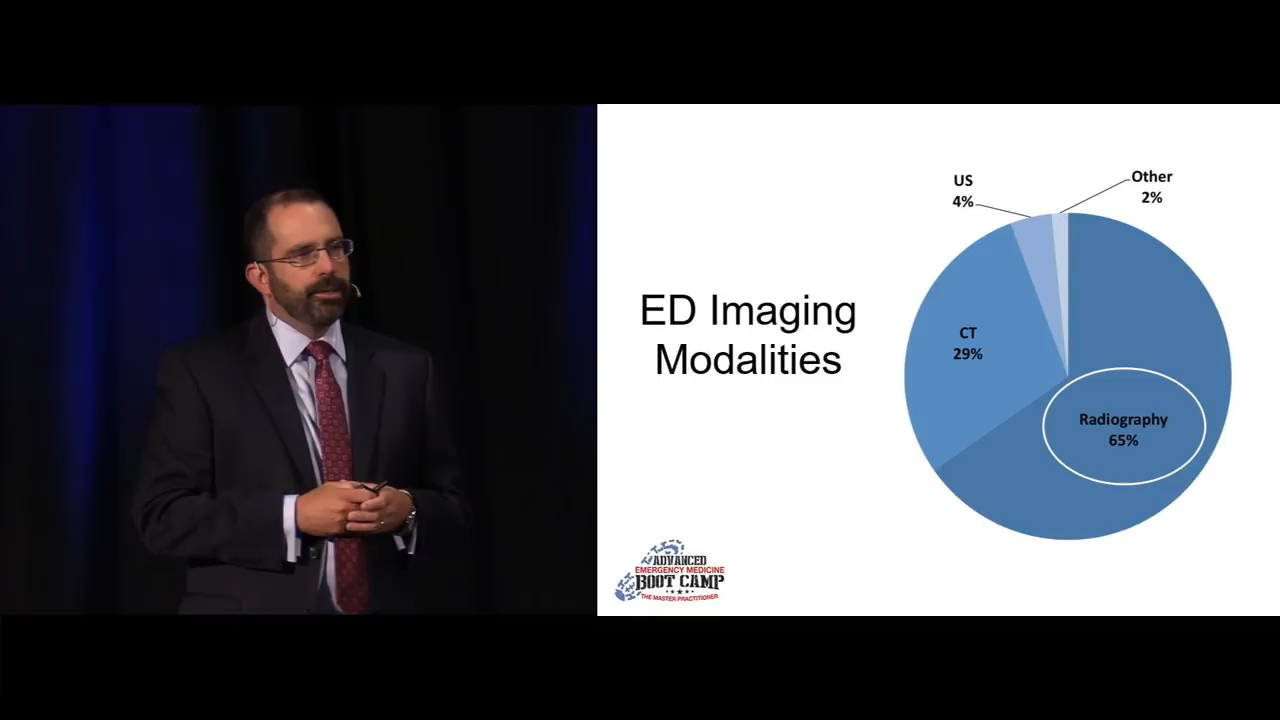 ED Imaging
Modalities
US
4%
Other
2%
CT
29%
Radiography
65%
ADVANCED
EMERGENCY MEDICINE
BOOT CAMP
THE MASTER PRACTITIONER